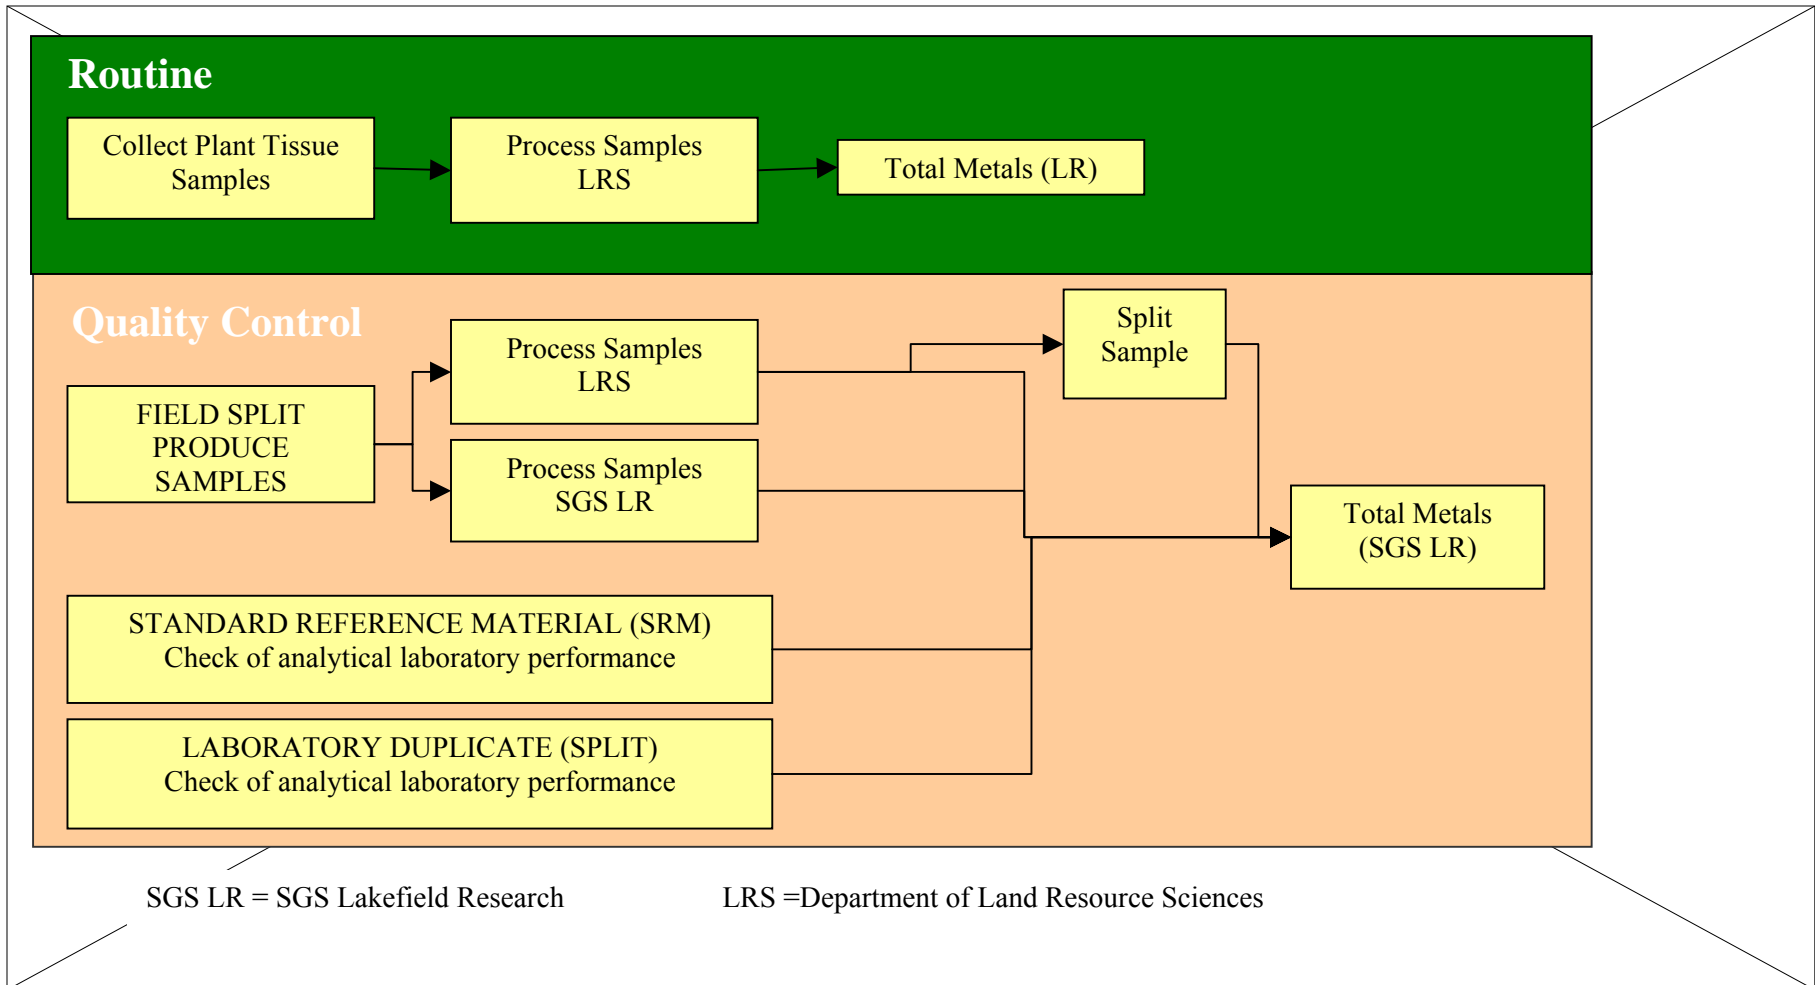 Routine
Collect Plant Tissue
Samples
Process Samples
LRS
Total Metals (LR)
Quality Control
FIELD SPLIT
PRODUCE
SAMPLES
Process Samples
LRS
Process Samples
SGS LR
Split
Sample
Total Metals
(SGS LR)
STANDARD REFERENCE MATERIAL (SRM)
Check of analytical laboratory performance
LABORATORY DUPLICATE (SPLIT)
Check of analytical laboratory performance
SGS LR = SGS Lakefield Research
LRS =Department of Land Resource Sciences